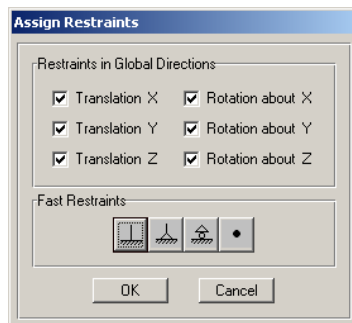 Assign Restraints
Restraints in Global Directions
Translation X Rotation about X
Translation Y Rotation about Y
Translation Z Rotation about Z
Fast Restraints
OK Cancel